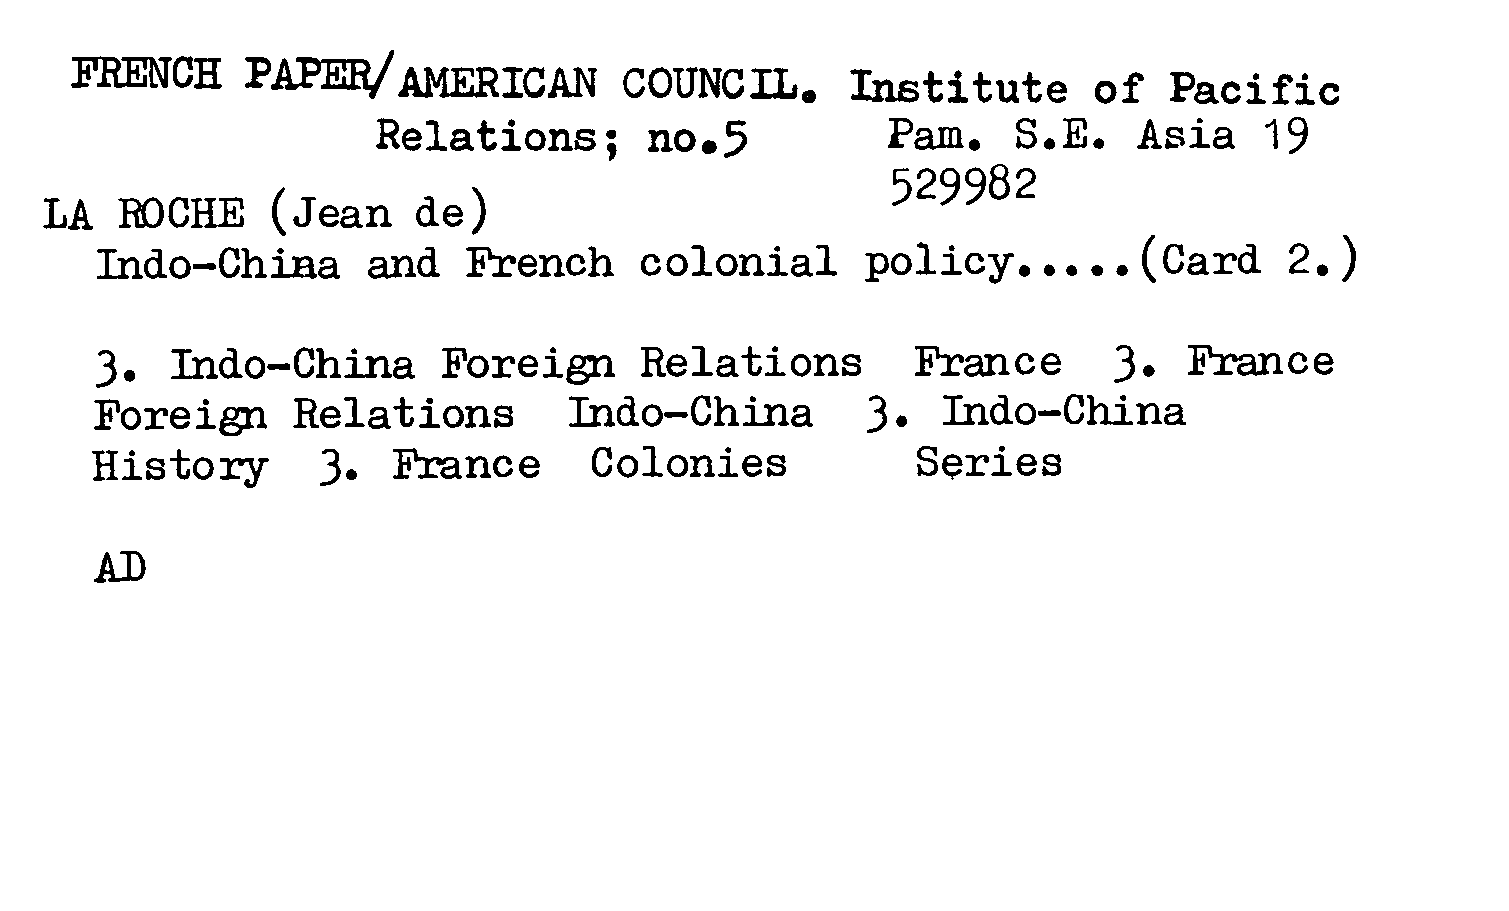 FRENCH PAPER/AMERICAN COUNCIL. Institute of Pacific
Relations; no.5 Pam. S.E. Asia 19
529982
LA ROCHE (Jean de)
Indo-China and French colonial policy.....(Card 2.)
3. Indo-China Foreign Relations France 3. France
Foreign Relations Indo-China 3. Indo-China
History 3. France Colonies Series
AD